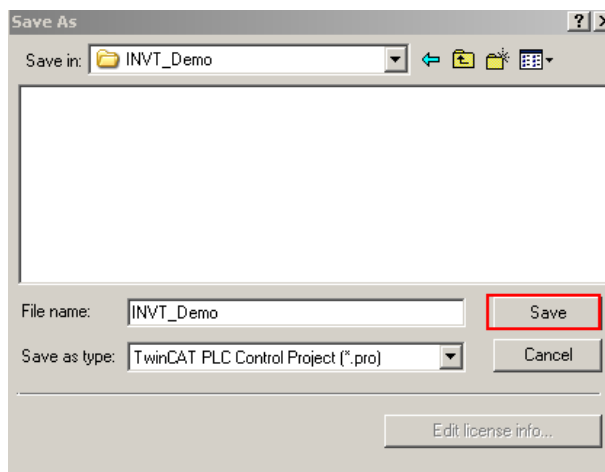 Save As
Save in: INVT_Demo
File name: INVT_Demo Save
Save as type: TwinCAT PLC Control Project (*.pro) Cancel
Edit license info...